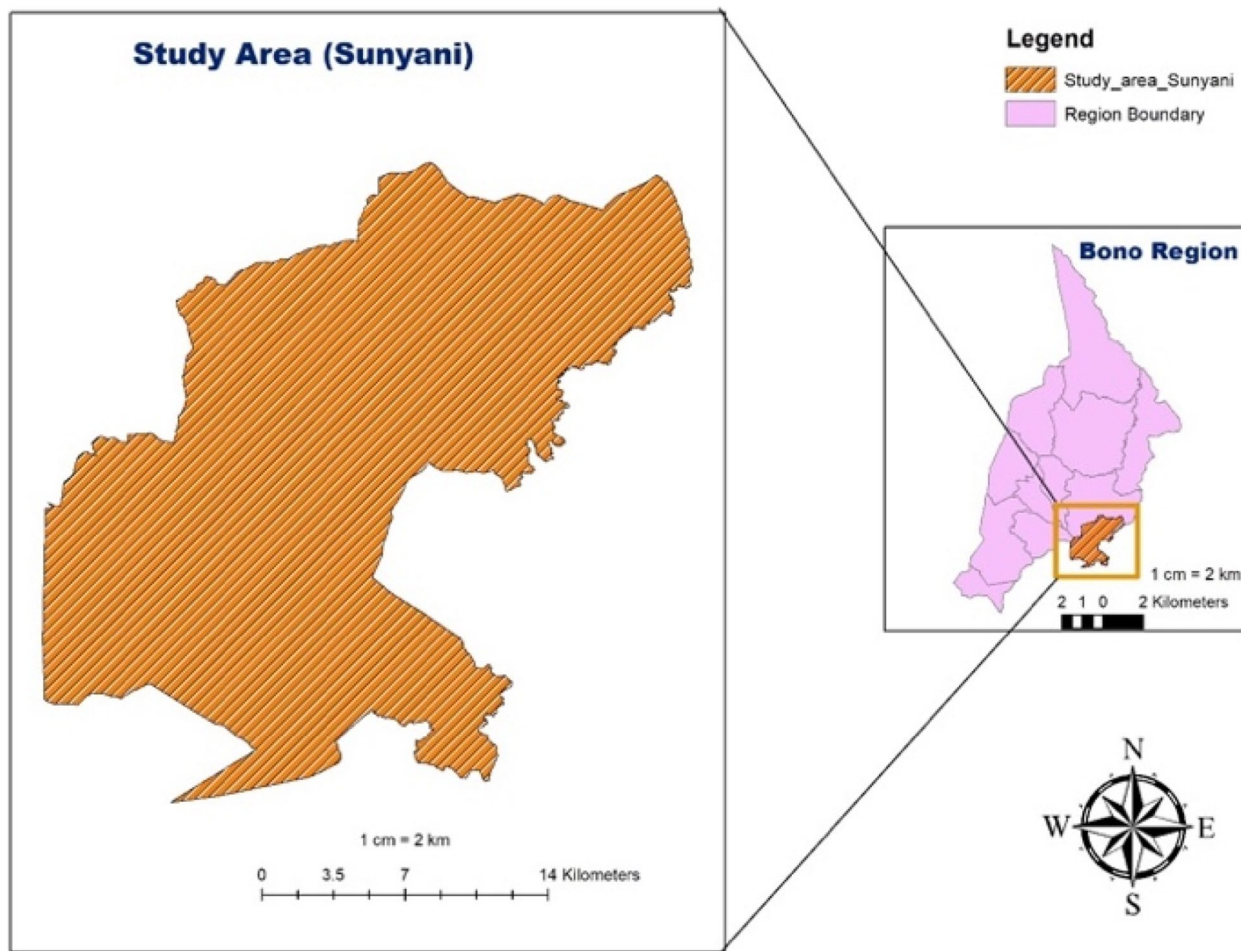 Study Area (Sunyani)
1 cm = 2 km
0 3.5 7 14 Kilometers
Legend
Study_area_Sunyani
Region Boundary
Bono Region
1 cm = 2 km
2 1 0 2 Kilometers
N
W E
S